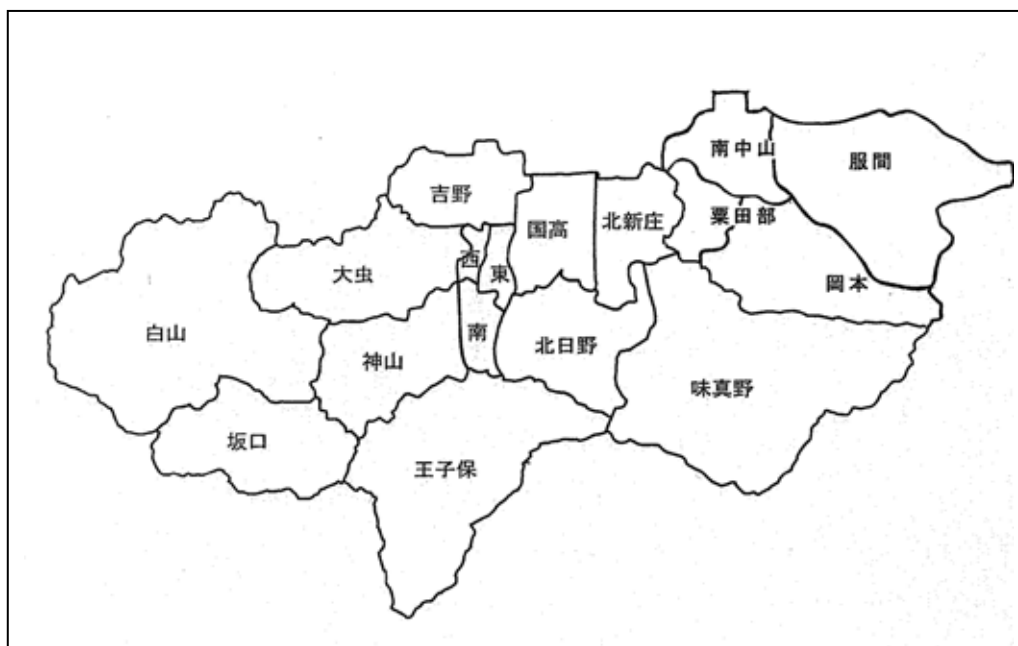 南中山
服間
吉野
粟田部
国高
北新庄
西
東
大虫
岡本
白山
南
神山
北日野
味真野
坂口
王子保